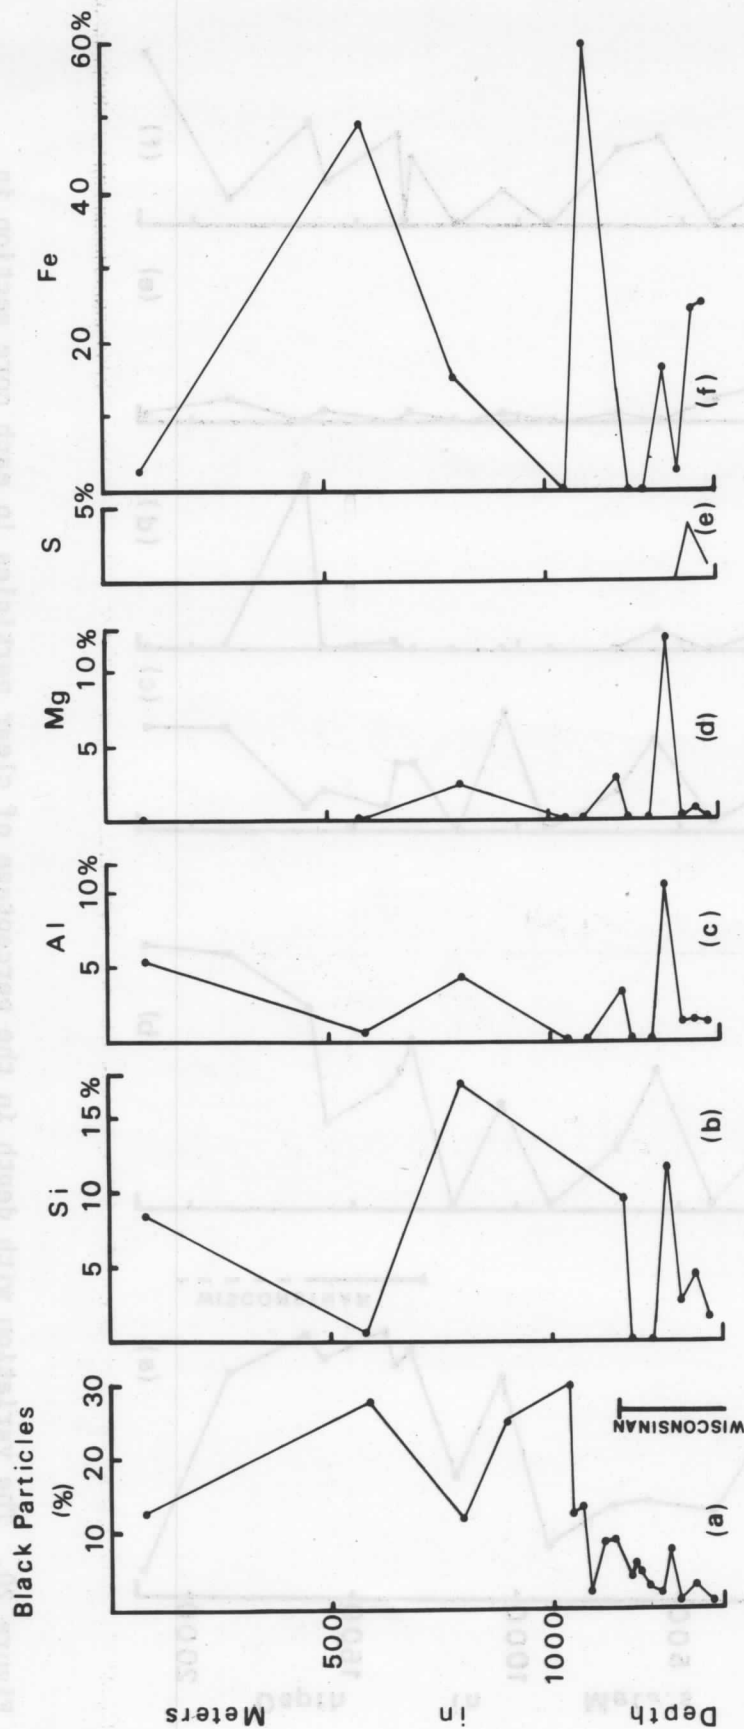 Black Particles
(%)
10
20
30
Si
5
10
15%
Al
5
10%
Mg
5
10%
S
5%
Fe
20
40
60%
500
1000
Depth in Meters
WISCONSINAN
(a)
(b)
(c)
(d)
(e)
(f)